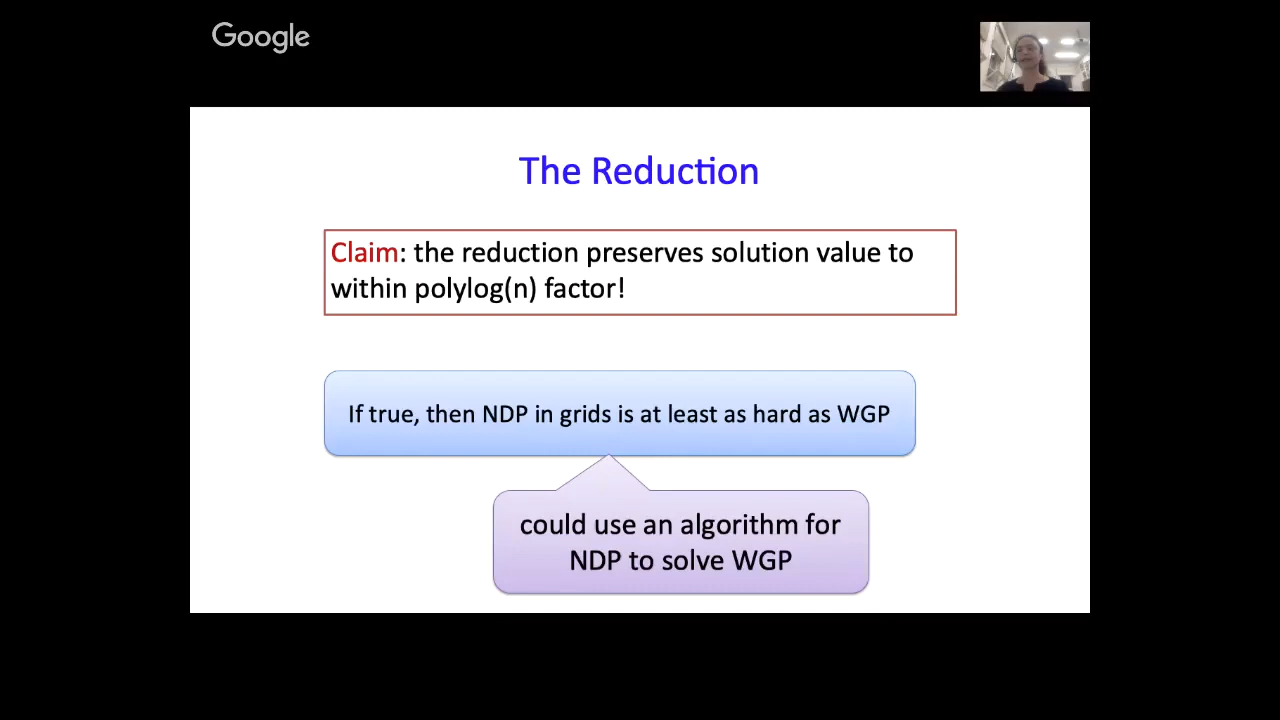 Google
The Reduction
Claim: the reduction preserves solution value to
within polylog(n) factor!
If true, then NDP in grids is at least as hard as WGP
could use an algorithm for
NDP to solve WGP